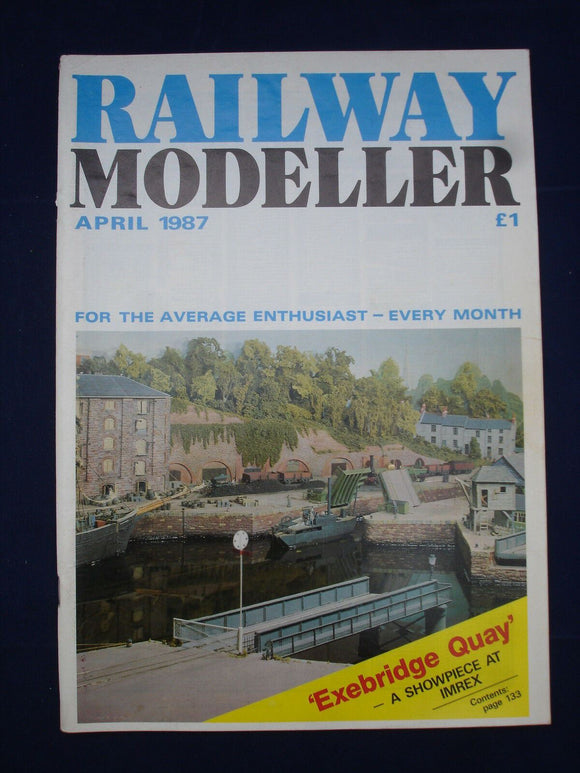 RAILWAY
MODELLER
APRIL 1987 £1
FOR THE AVERAGE ENTHUSIAST – EVERY MONTH
'Exebridge Quay'
– A SHOWPIECE AT
IMREX
Contents:
page 133